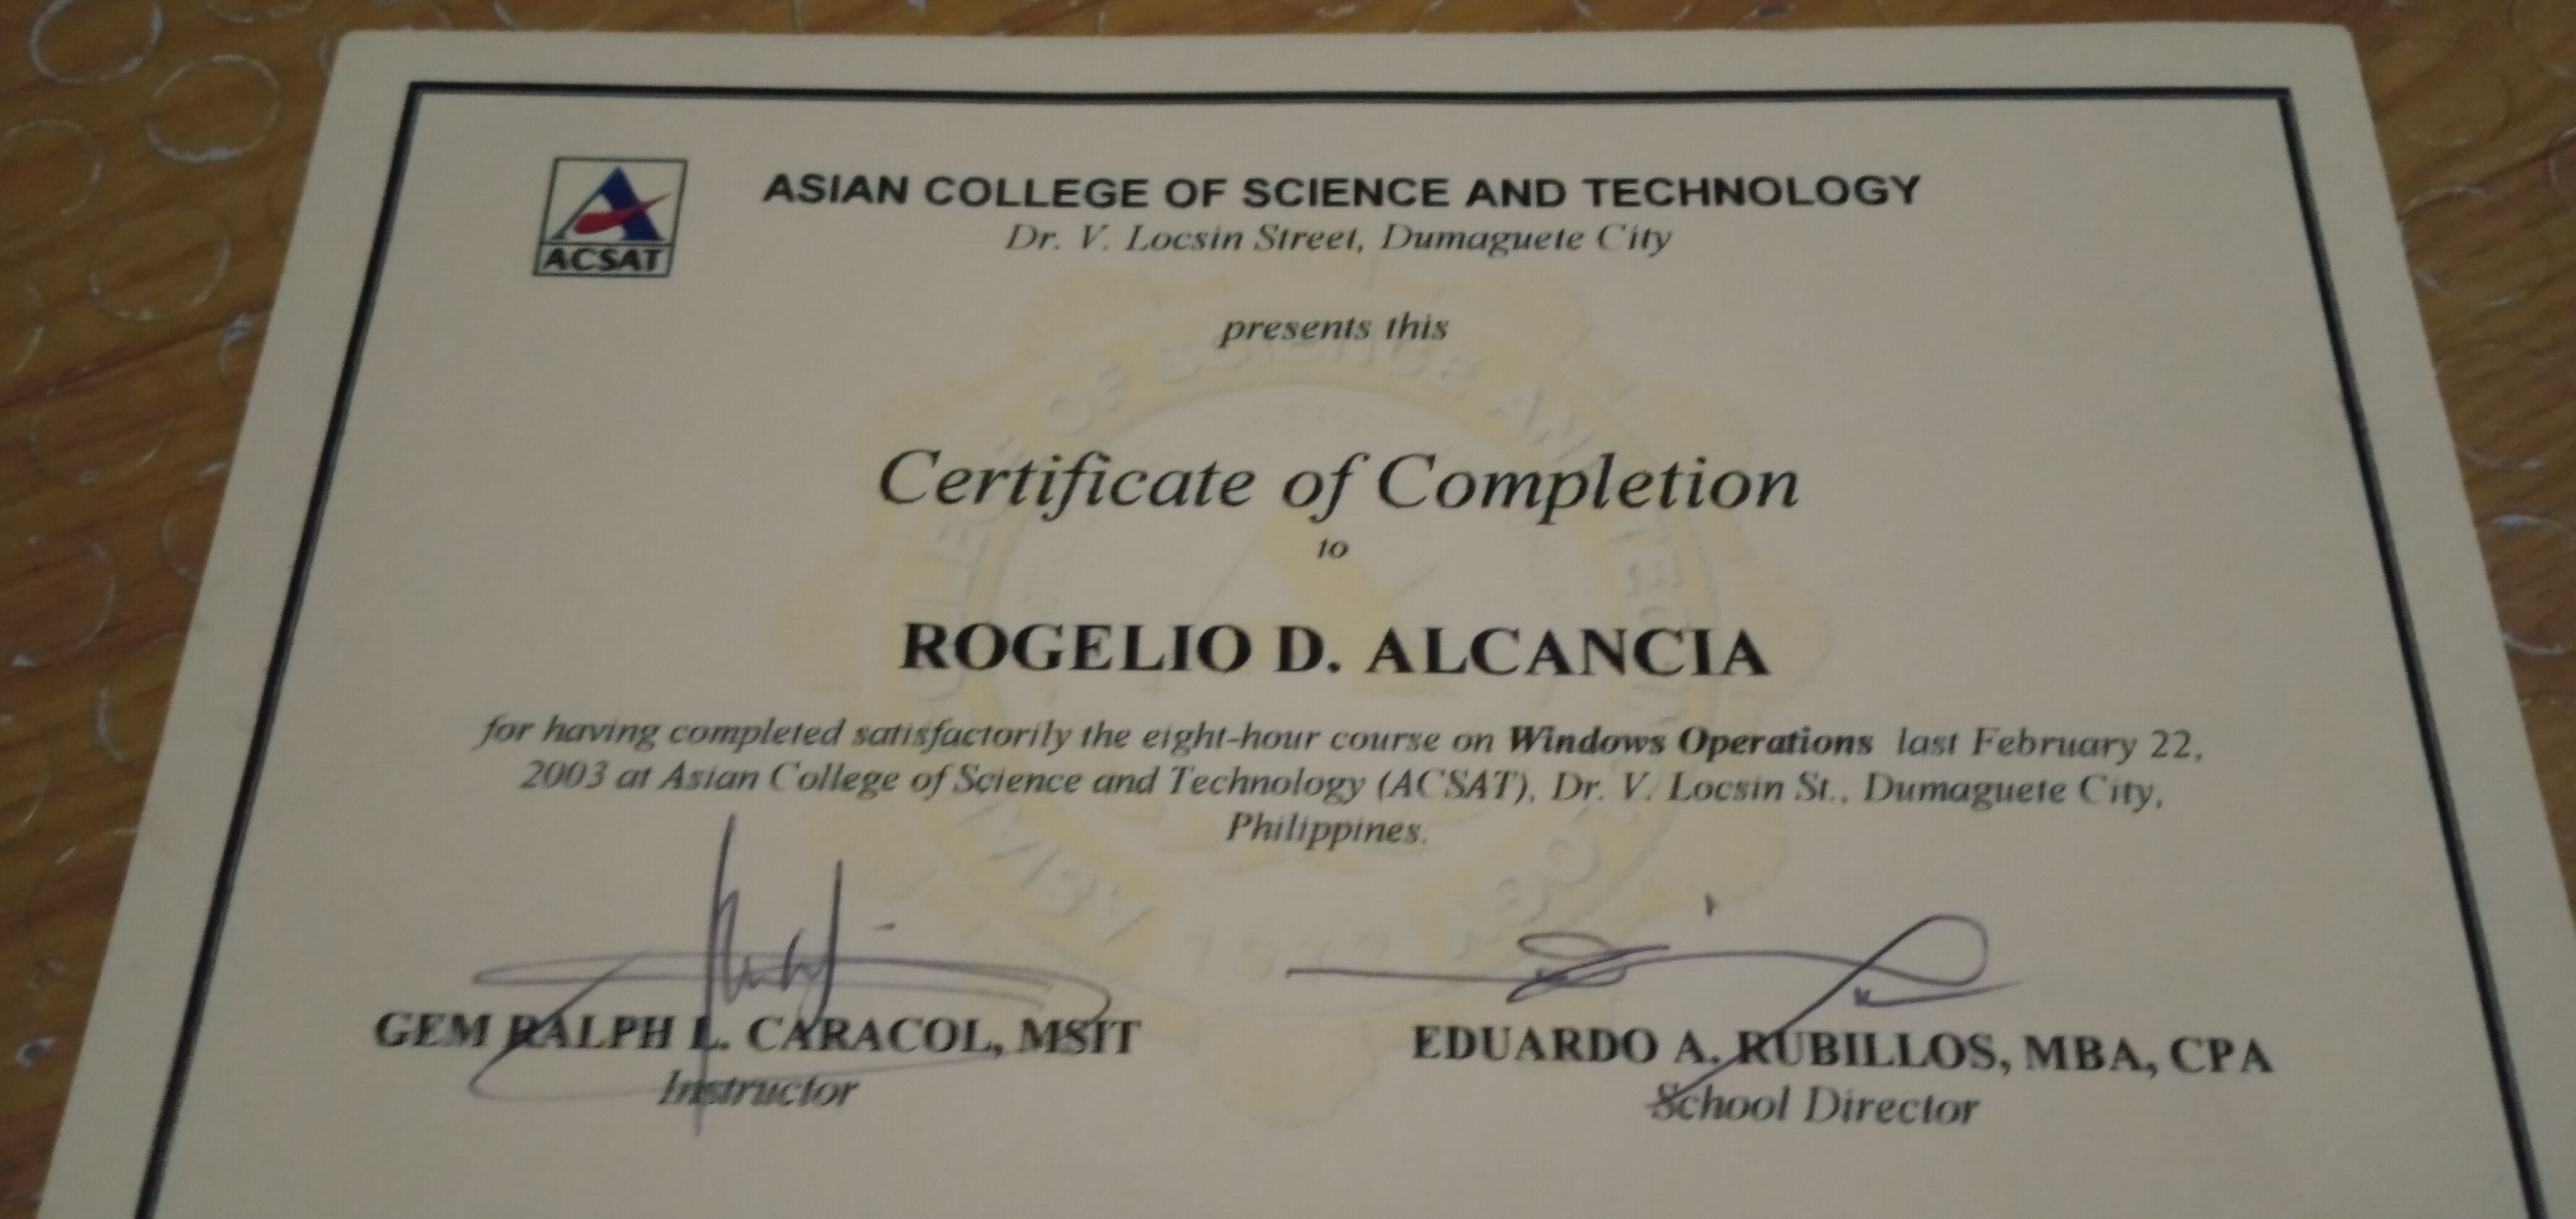 ACSAT
ASIAN COLLEGE OF SCIENCE AND TECHNOLOGY
Dr. V. Locsin Street, Dumaguete City
presents this
Certificate of Completion
to
ROGELIO D. ALCANCIA
for having completed satisfactorily the eight-hour course on Windows Operations last February 22,
2003 at Asian College of Science and Technology (ACSAT), Dr. V. Locsin St., Dumaguete City,
Philippines.
GEM RALPH L. CARACOL, MSIT
Instructor
EDUARDO A. RUBILLOS, MBA, CPA
School Director